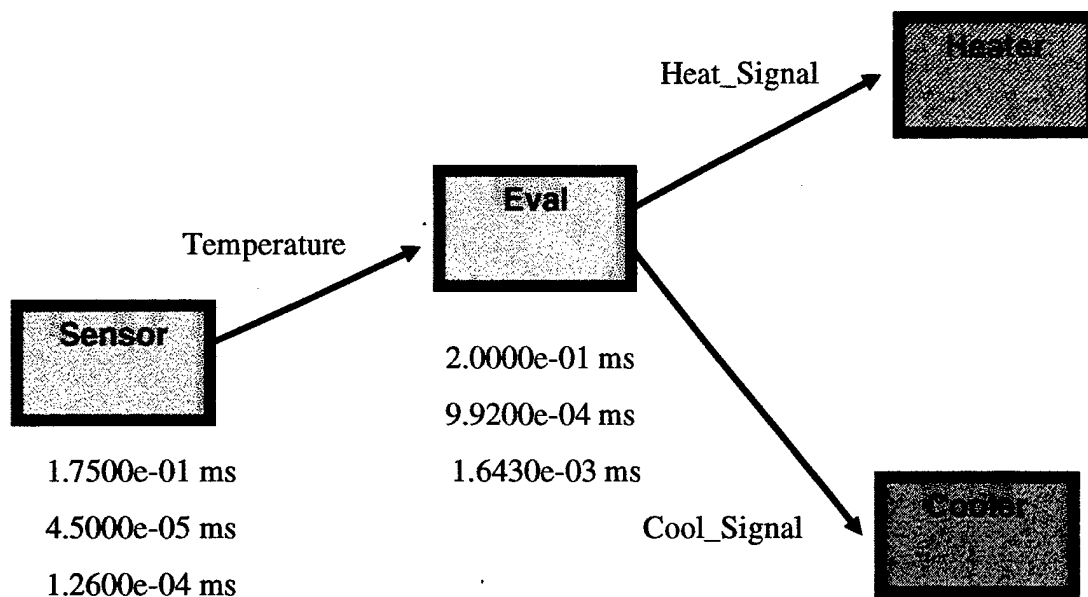 Heater
Heat_Signal
Eval
Temperature
Sensor
2.0000e-01 ms
9.9200e-04 ms
1.6430e-03 ms
1.7500e-01 ms
4.5000e-05 ms
1.2600e-04 ms
Cool_Signal
Cooler